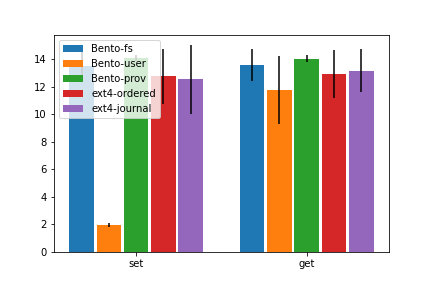 14
12
10
8
6
4
2
0
Bento-fs
Bento-user
Bento-prov
ext4-ordered
ext4-journal
set
get